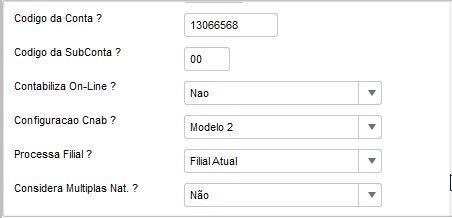 Codigo da Conta ? 13066568
Codigo da SubConta ? 00
Contabiliza On-Line ? Nao
Configuracao Cnab ? Modelo 2
Processa Filial ? Filial Atual
Considera Multiplas Nat. ? Não